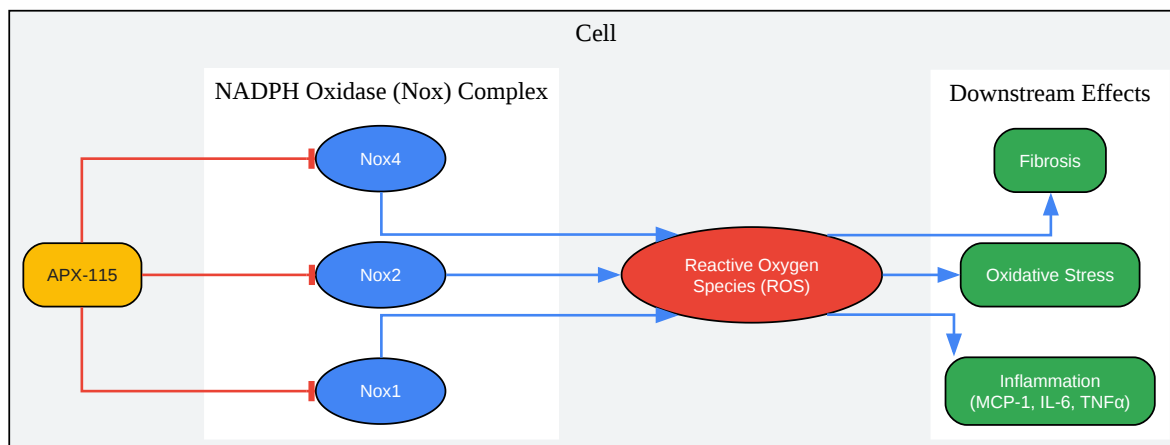 Cell
NADPH Oxidase (Nox) Complex
Downstream Effects
Nox4
Fibrosis
APX-115
Nox2
Reactive Oxygen
Species (ROS)
Oxidative Stress
Nox1
Inflammation
(MCP-1, IL-6, TNFα)